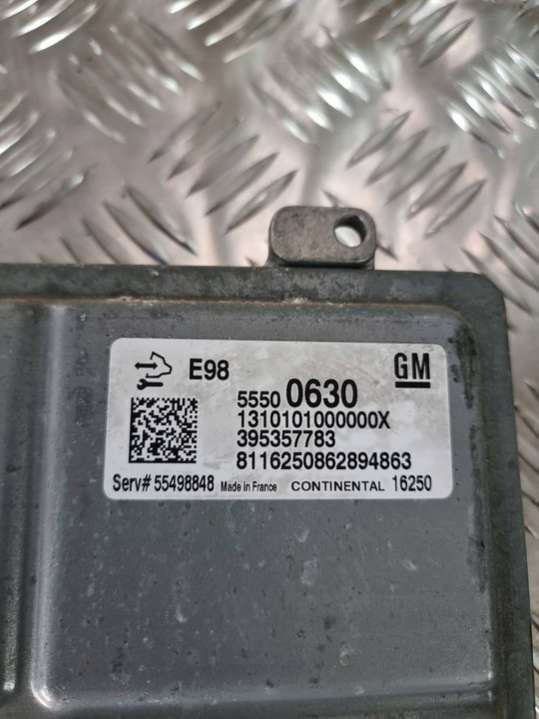 E98
GM
5550 0630
1310101000000X
395357783
8116250862894863
Serv# 55498848 Made in France CONTINENTAL 16250